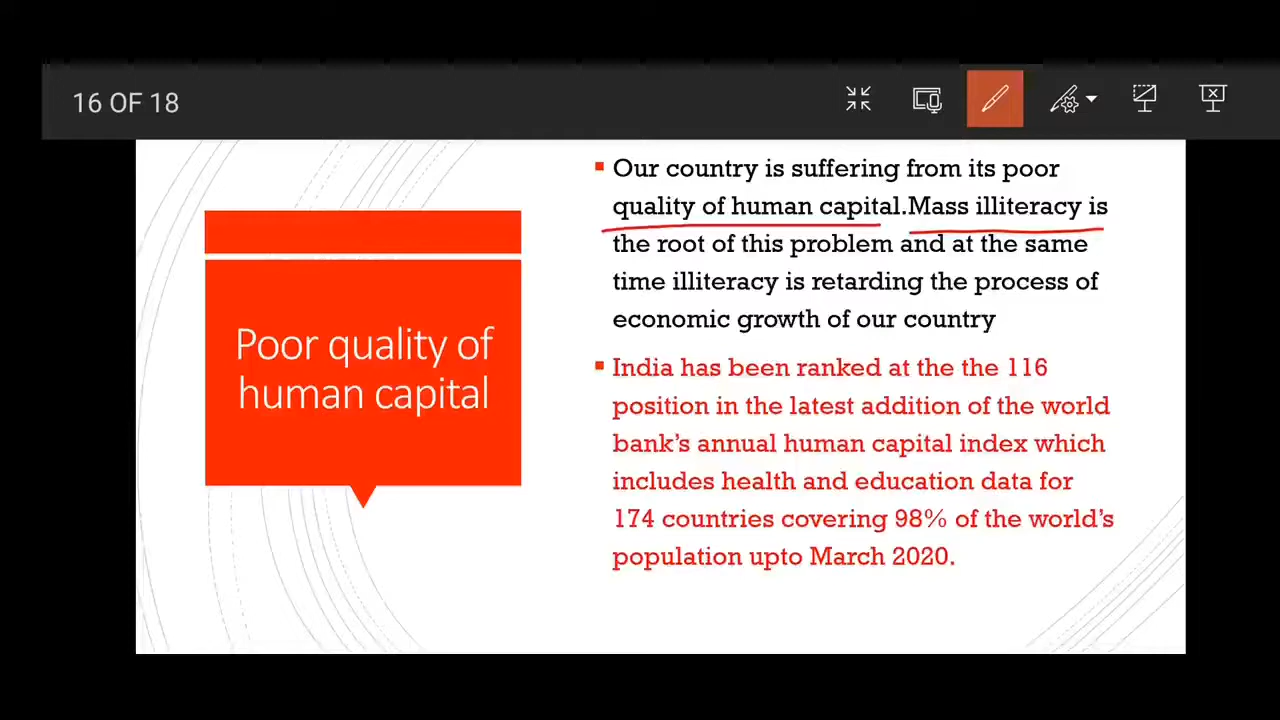 16 OF 18
Poor quality of
human capital
Our country is suffering from its poor
quality of human capital.Mass illiteracy is
the root of this problem and at the same
time illiteracy is retarding the process of
economic growth of our country
India has been ranked at the the 116
position in the latest addition of the world
bank's annual human capital index which
includes health and education data for
174 countries covering 98% of the world's
population upto March 2020.